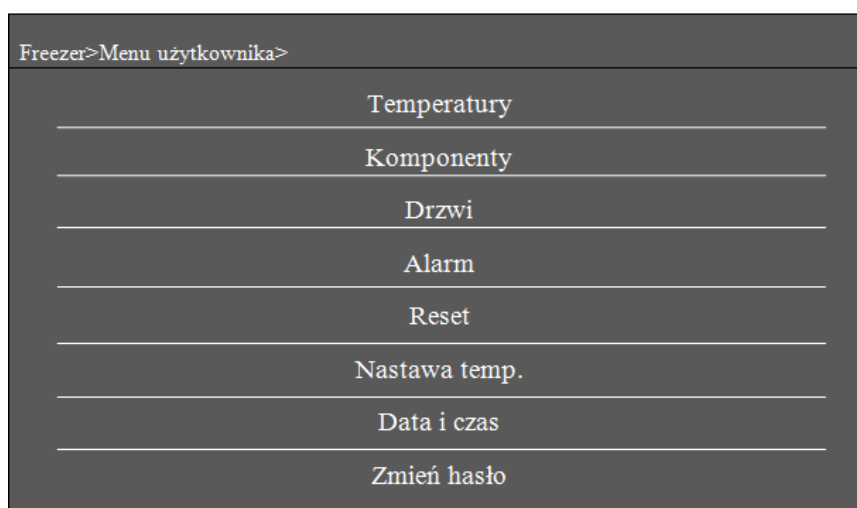 Freezer>Menu użytkownika>
Temperatury
Komponenty
Drzwi
Alarm
Reset
Nastawa temp.
Data i czas
Zmień hasło